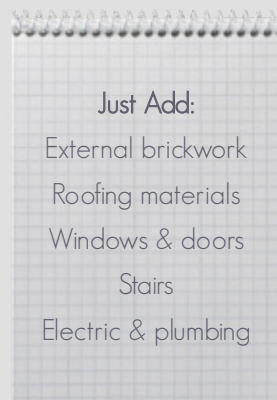 Just Add:
External brickwork
Roofing materials
Windows & doors
Stairs
Electric & plumbing